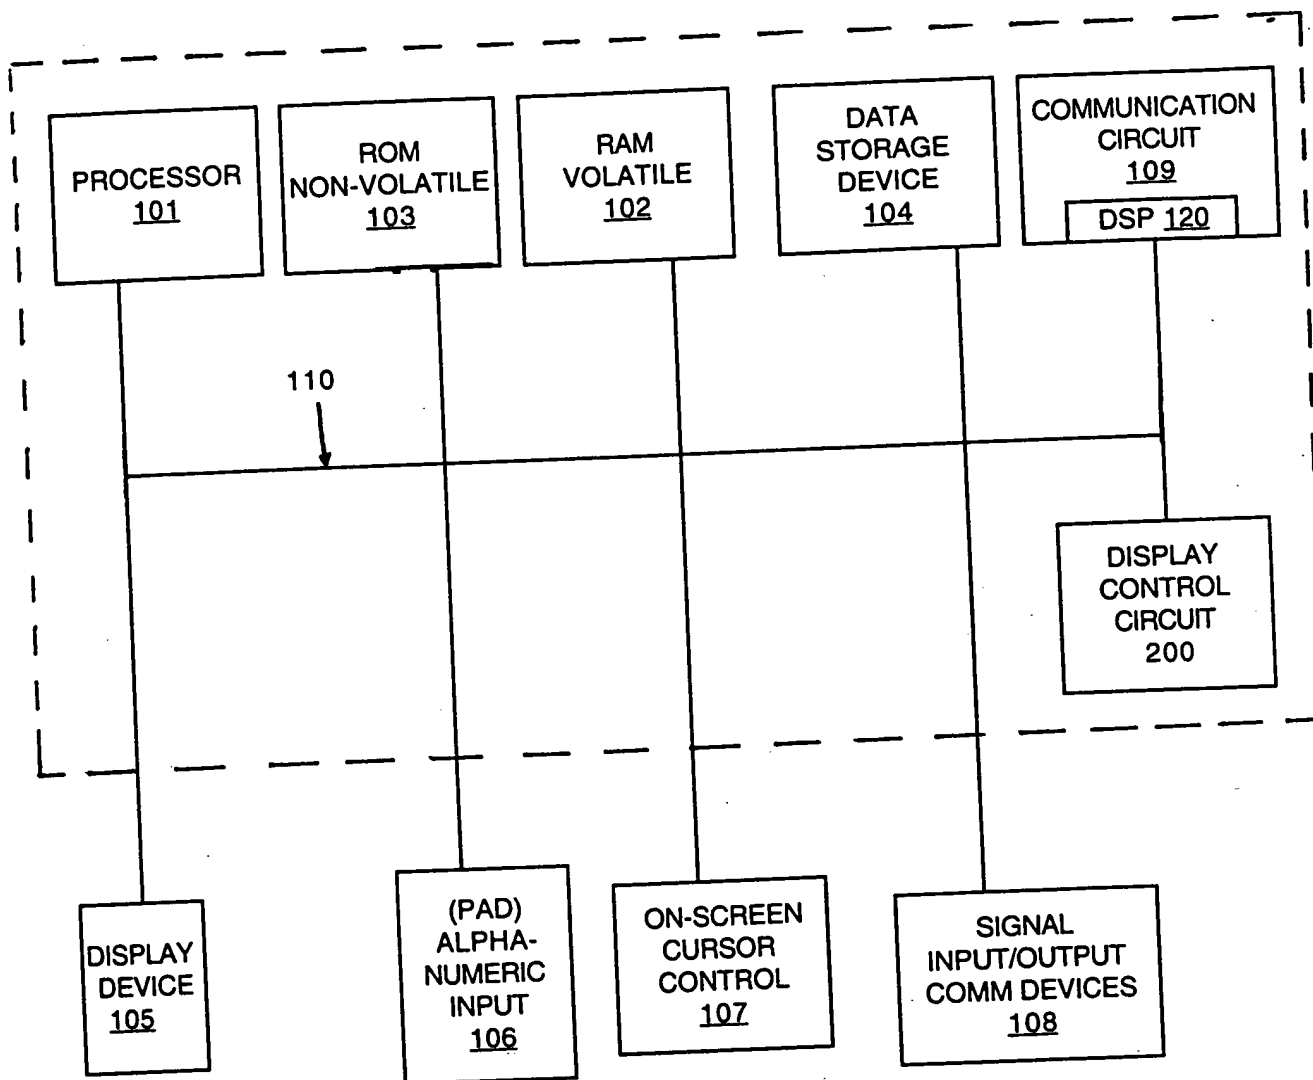 PROCESSOR
101
ROM
NON-VOLATILE
103
RAM
VOLATILE
102
DATA
STORAGE
DEVICE
104
COMMUNICATION
CIRCUIT
109
DSP 120
110
DISPLAY
CONTROL
CIRCUIT
200
DISPLAY
DEVICE
105
(PAD)
ALPHA-
NUMERIC
INPUT
106
ON-SCREEN
CURSOR
CONTROL
107
SIGNAL
INPUT/OUTPUT
COMM DEVICES
108